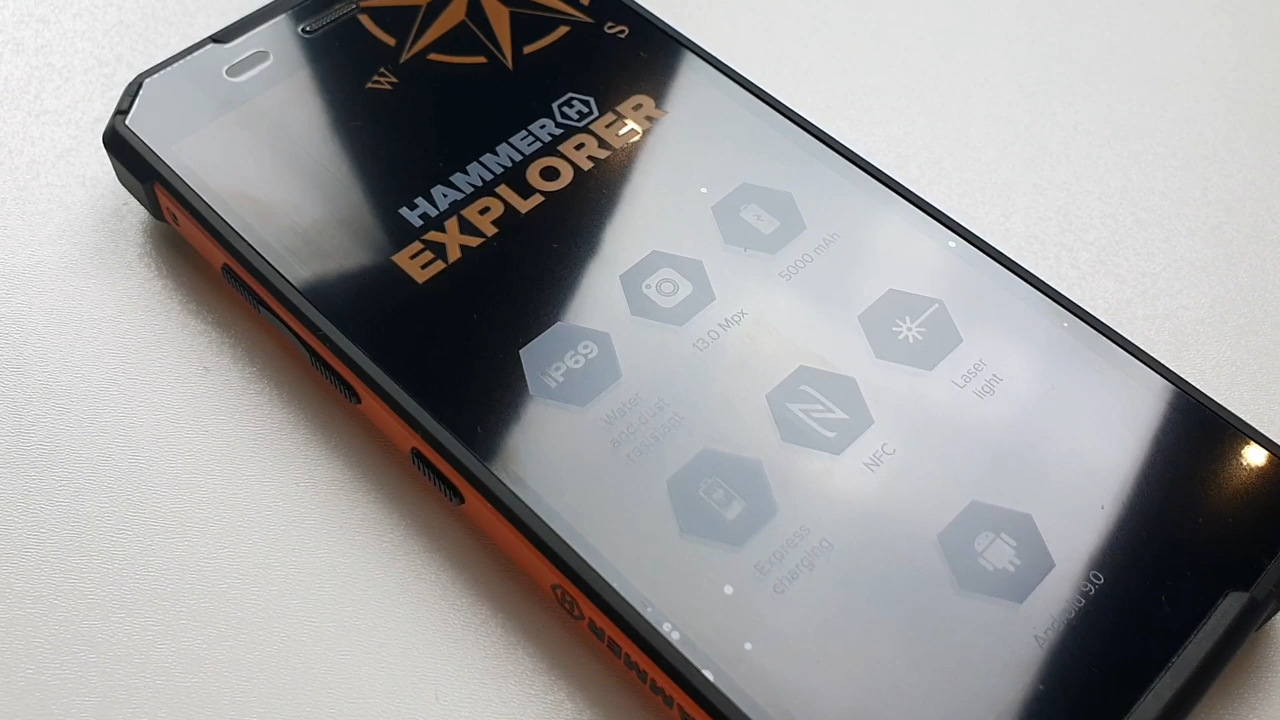 W
S
HAMMER H
EXPLORER
5000 mAh
13.0 Mpx
IP69
Water
and dust
resistant
Laser
light
NFC
Express
charging
Android 9.0
H HAMMER